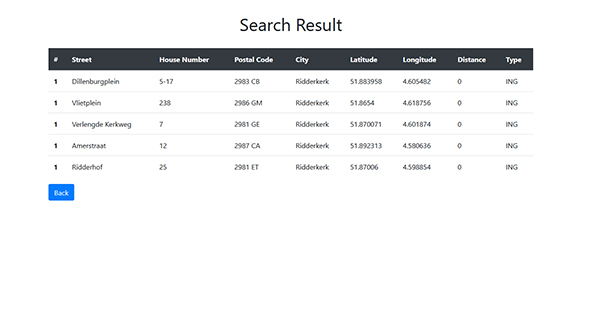 Search Result
# Street House Number Postal Code City Latitude Longitude Distance Type
1 Dillenburgplein 5-17 2983 CB Ridderkerk 51.883958 4.605482 0 ING
1 Vlietplein 238 2986 GM Ridderkerk 51.8654 4.618756 0 ING
1 Verlengde Kerkweg 7 2981 GE Ridderkerk 51.870071 4.601874 0 ING
1 Amerstraat 12 2987 CA Ridderkerk 51.892313 4.580636 0 ING
1 Ridderhof 25 2981 ET Ridderkerk 51.87006 4.598854 0 ING
Back